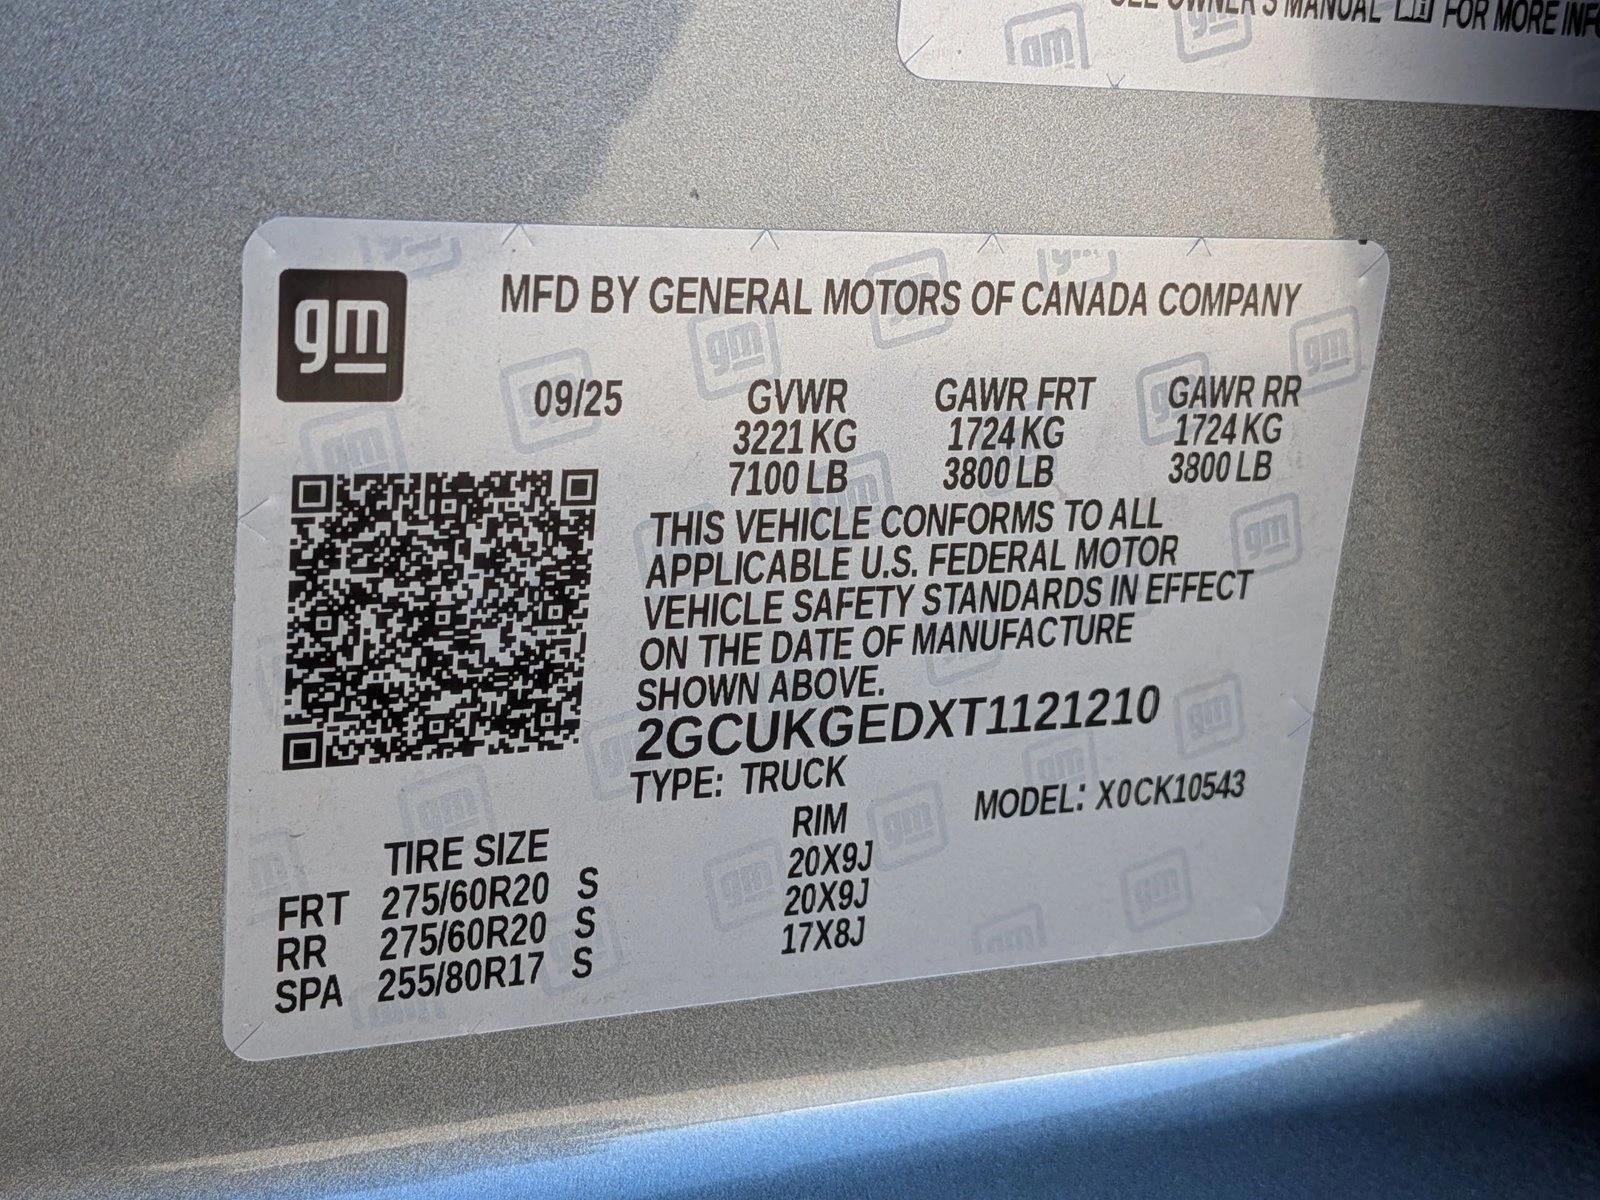 OWNER'S MANUAL FOR MORE
gm
MFD BY GENERAL MOTORS OF CANADA COMPANY
09/25 GVWR GAWR FRT GAWR RR
3221 KG 1724 KG 1724 KG
7100 LB 3800 LB 3800 LB
THIS VEHICLE CONFORMS TO ALL
APPLICABLE U.S. FEDERAL MOTOR
VEHICLE SAFETY STANDARDS IN EFFECT
ON THE DATE OF MANUFACTURE
SHOWN ABOVE.
2GCUKGEDXT1121210
TYPE: TRUCK MODEL: X0CK10543
TIRE SIZE RIM
FRT 275/60R20 S 20X9J
RR 275/60R20 S 20X9J
SPA 255/80R17 S 17X8J